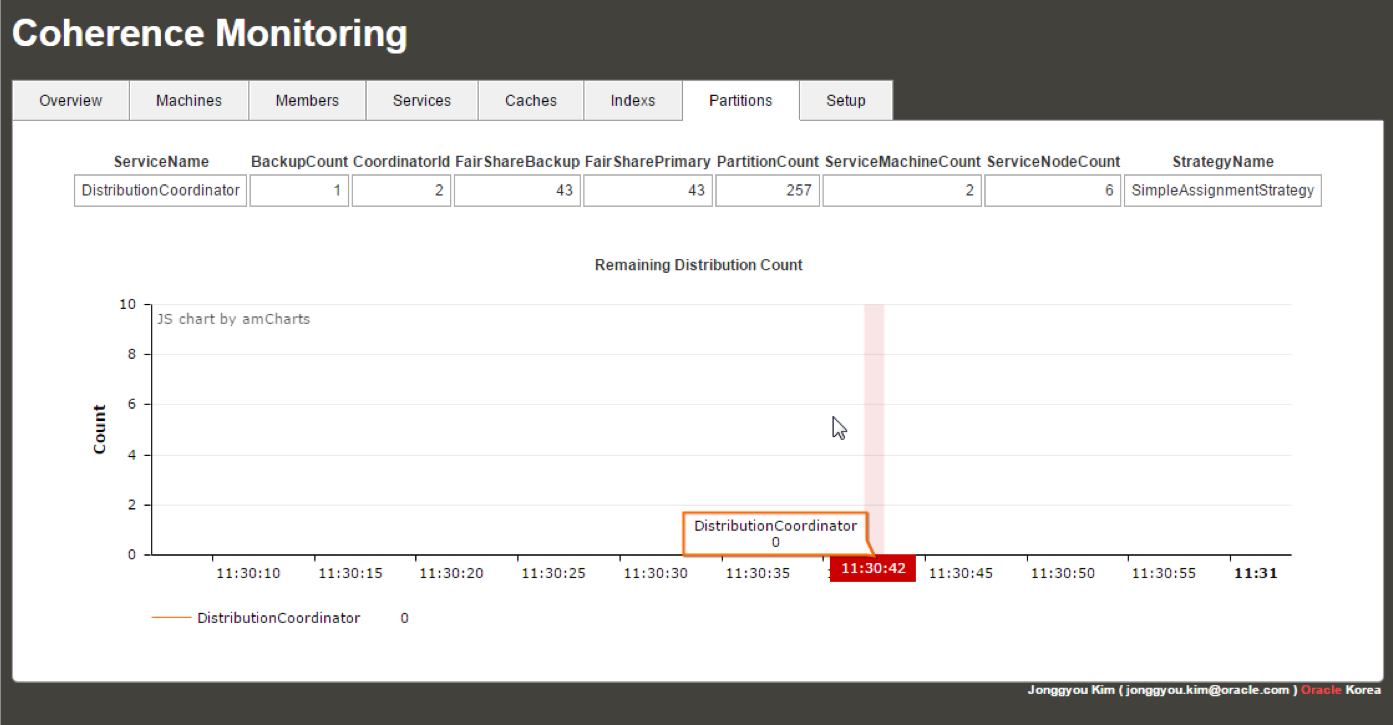 Coherence Monitoring
Overview Machines Members Services Caches Indexs Partitions Setup
ServiceName BackupCount CoordinatorId FairShareBackup FairSharePrimary PartitionCount ServiceMachineCount ServiceNodeCount StrategyName
DistributionCoordinator 1 2 43 43 257 2 6 SimpleAssignmentStrategy
Remaining Distribution Count
10
JS chart by amCharts
8
6
Count
4
2
DistributionCoordinator
0
0
11:30:10 11:30:15 11:30:20 11:30:25 11:30:30 11:30:35 11:30:42 11:30:45 11:30:50 11:30:55 11:31
DistributionCoordinator 0
Jonggyou Kim ( jonggyou.kim@oracle.com ) Oracle Korea